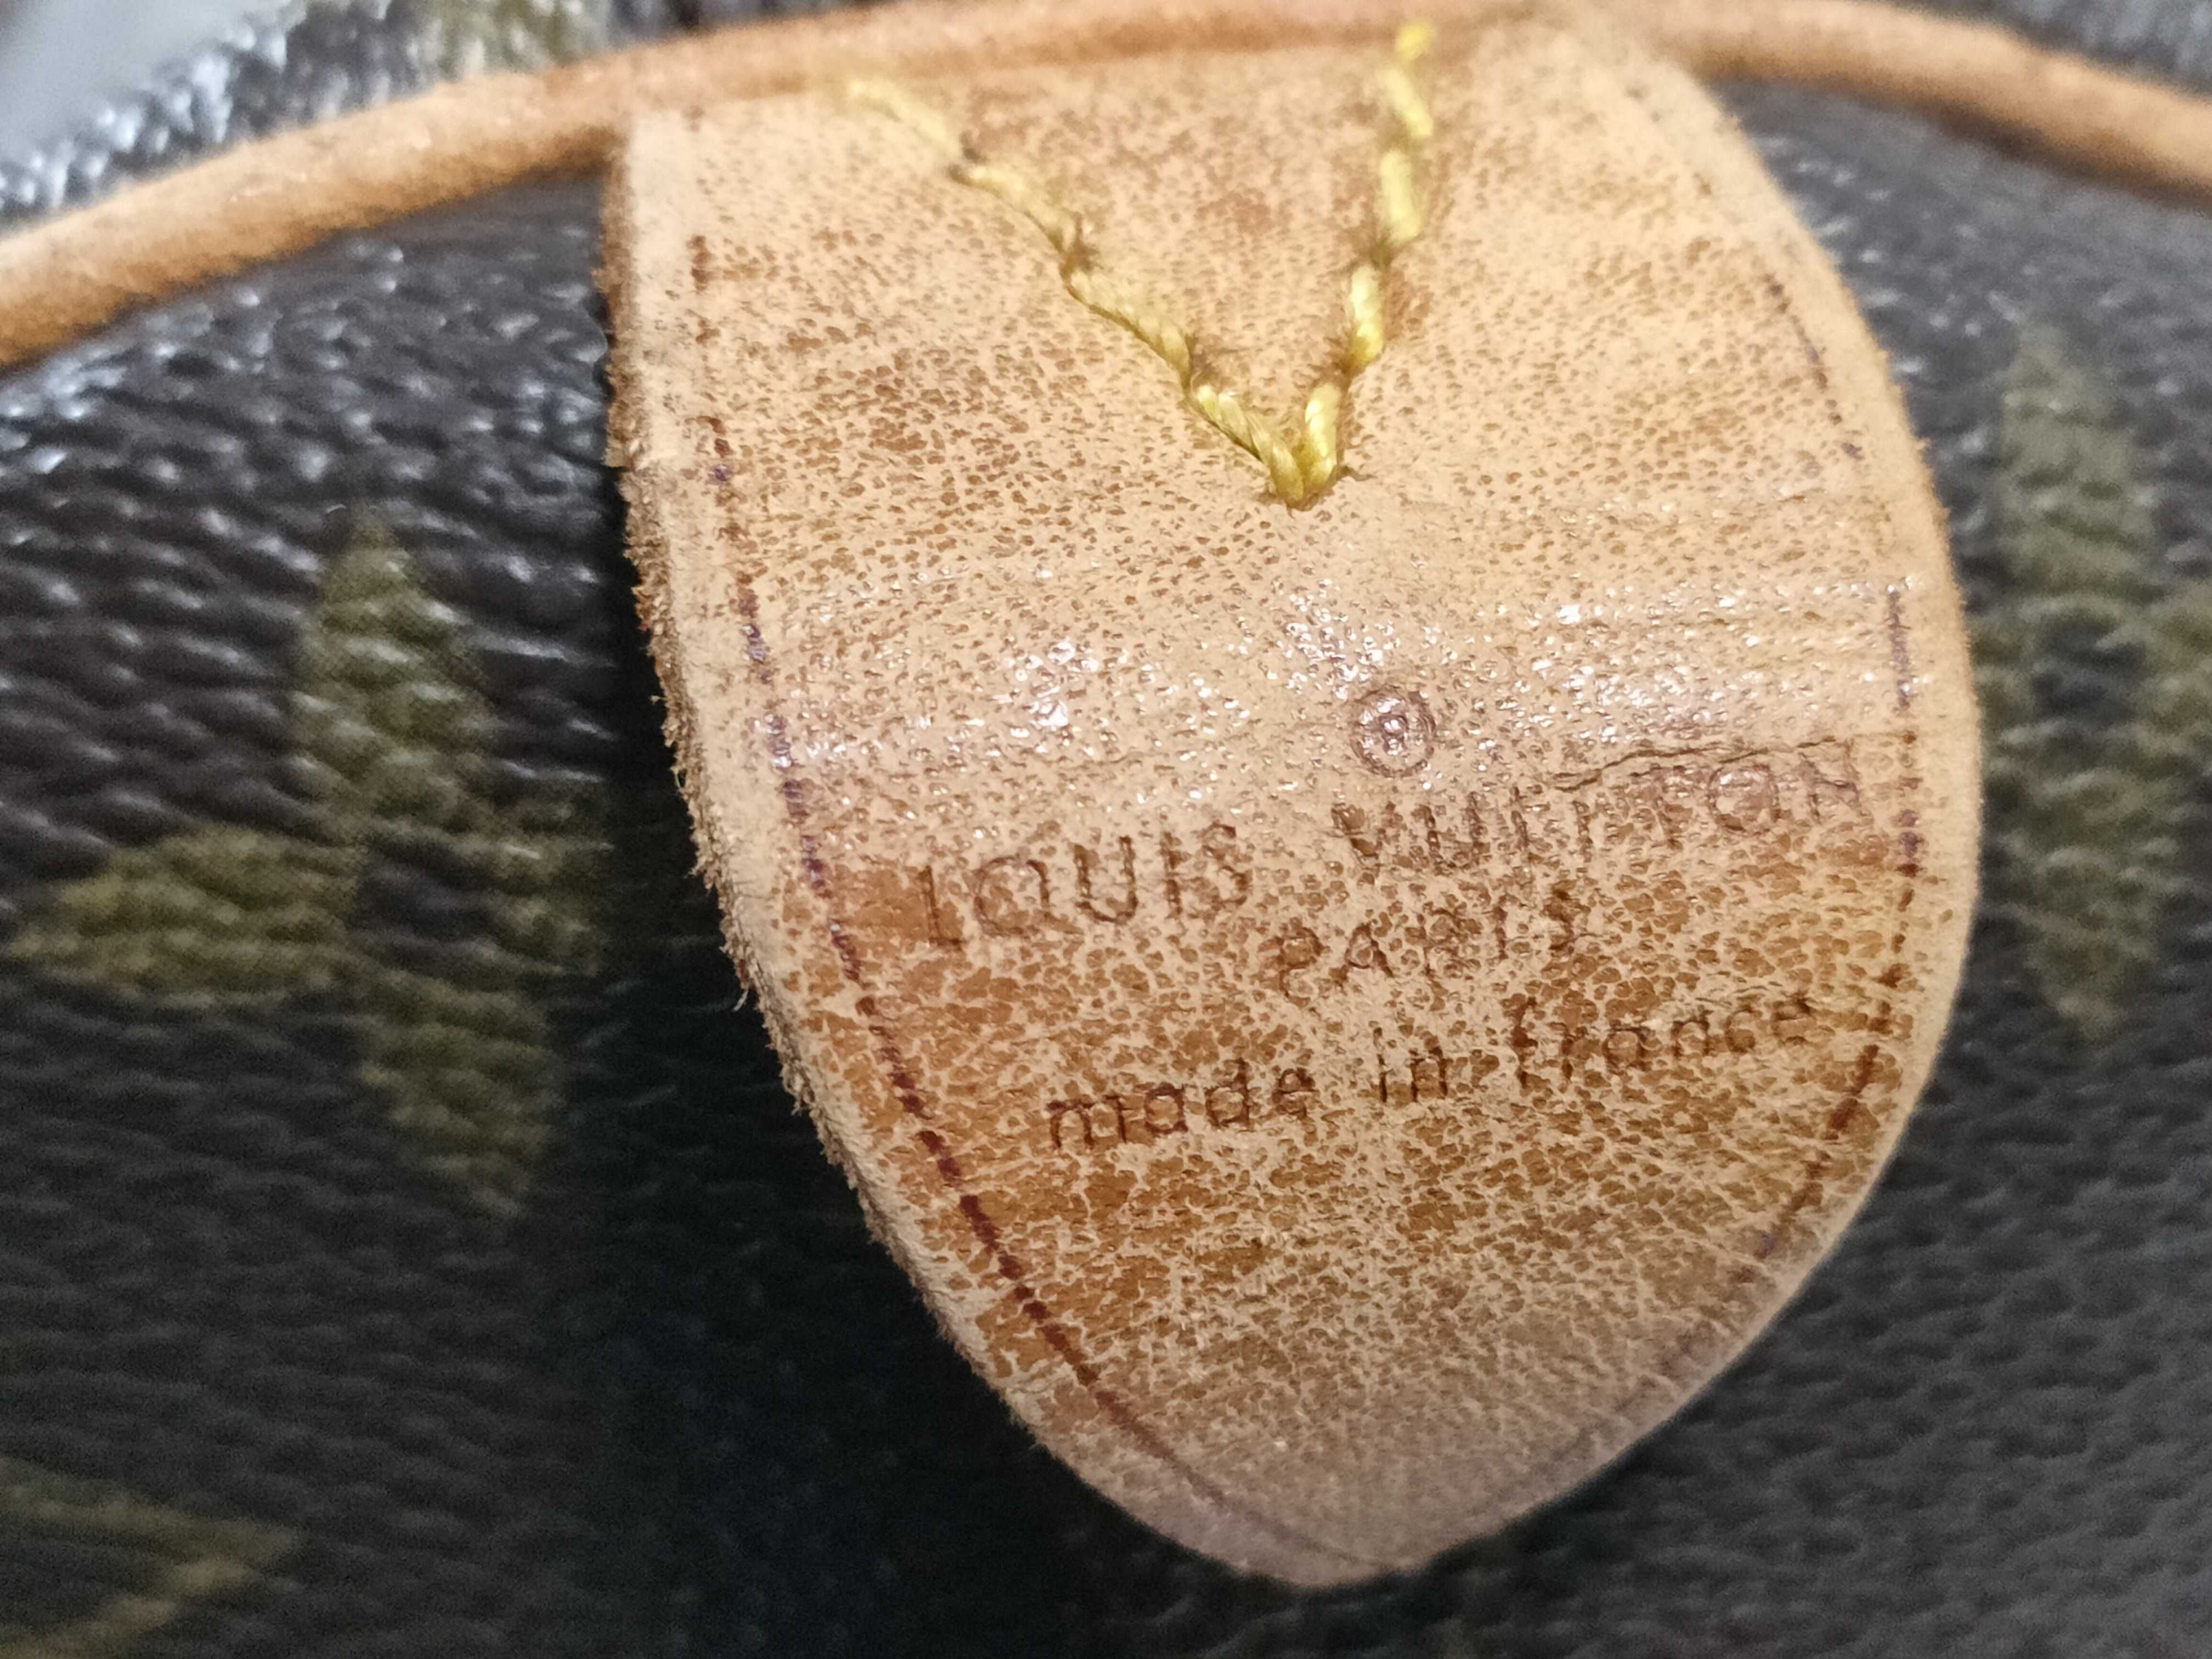 ®
LOUIS VUITTON
PARIS
made in france